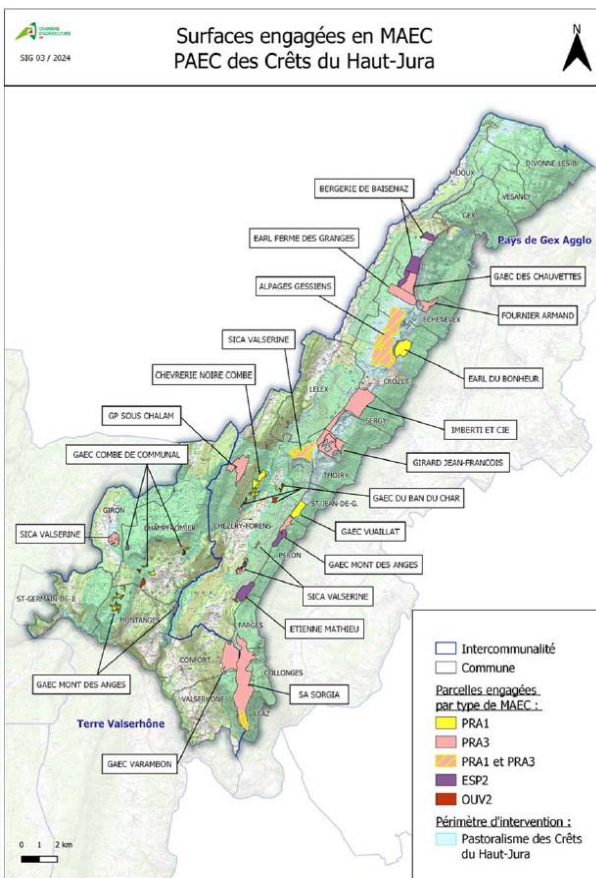 CHAMBRE
D'AGRICULTURE
SIG 03 / 2024
Surfaces engagées en MAEC
PAEC des Crêts du Haut-Jura
N
DIVONNE-LES-B.
MIJOUX
VESANCY
BERGERIE DE BAISENAZ
GEX
EARL FERME DES GRANGES
Pays de Gex Agglo
GAEC DES CHAUVETTES
ALPAGES GESSIENS
FOURNIER ARMAND
ECHENEVEX
SICA VALSERINE
CHEVRERIE NOIRE COMBE
EARL DU BONHEUR
CROZET
LELEX
GP SOUS CHALAM
IMBERTI ET CIE
SERGY
GAEC COMBE DE COMMUNAL
GIRARD JEAN-FRANCOIS
THOIRY
GAEC DU BAN DU CHAR
ST-JEAN-DE-G.
GIRON
CHAMPFROMIER
CHEZERY-FORENS
GAEC VUAILLAT
SICA VALSERINE
PERON
GAEC MONT DES ANGES
SICA VALSERINE
ST-GERMAIN-DE-J.
MONTANGES
ETIENNE MATHIEU
FARGES
GAEC MONT DES ANGES
CONFORT
COLLONGES
SA SORGIA
VALSERHONE
LEAZ
Terre Valserhône
GAEC VARAMBON
Intercommunalité
Commune
Parcelles engagées
par type de MAEC :
PRA1
PRA3
PRA1 et PRA3
ESP2
OUV2
Périmètre d'intervention :
Pastoralisme des Crêts
du Haut-Jura
0 1 2 km